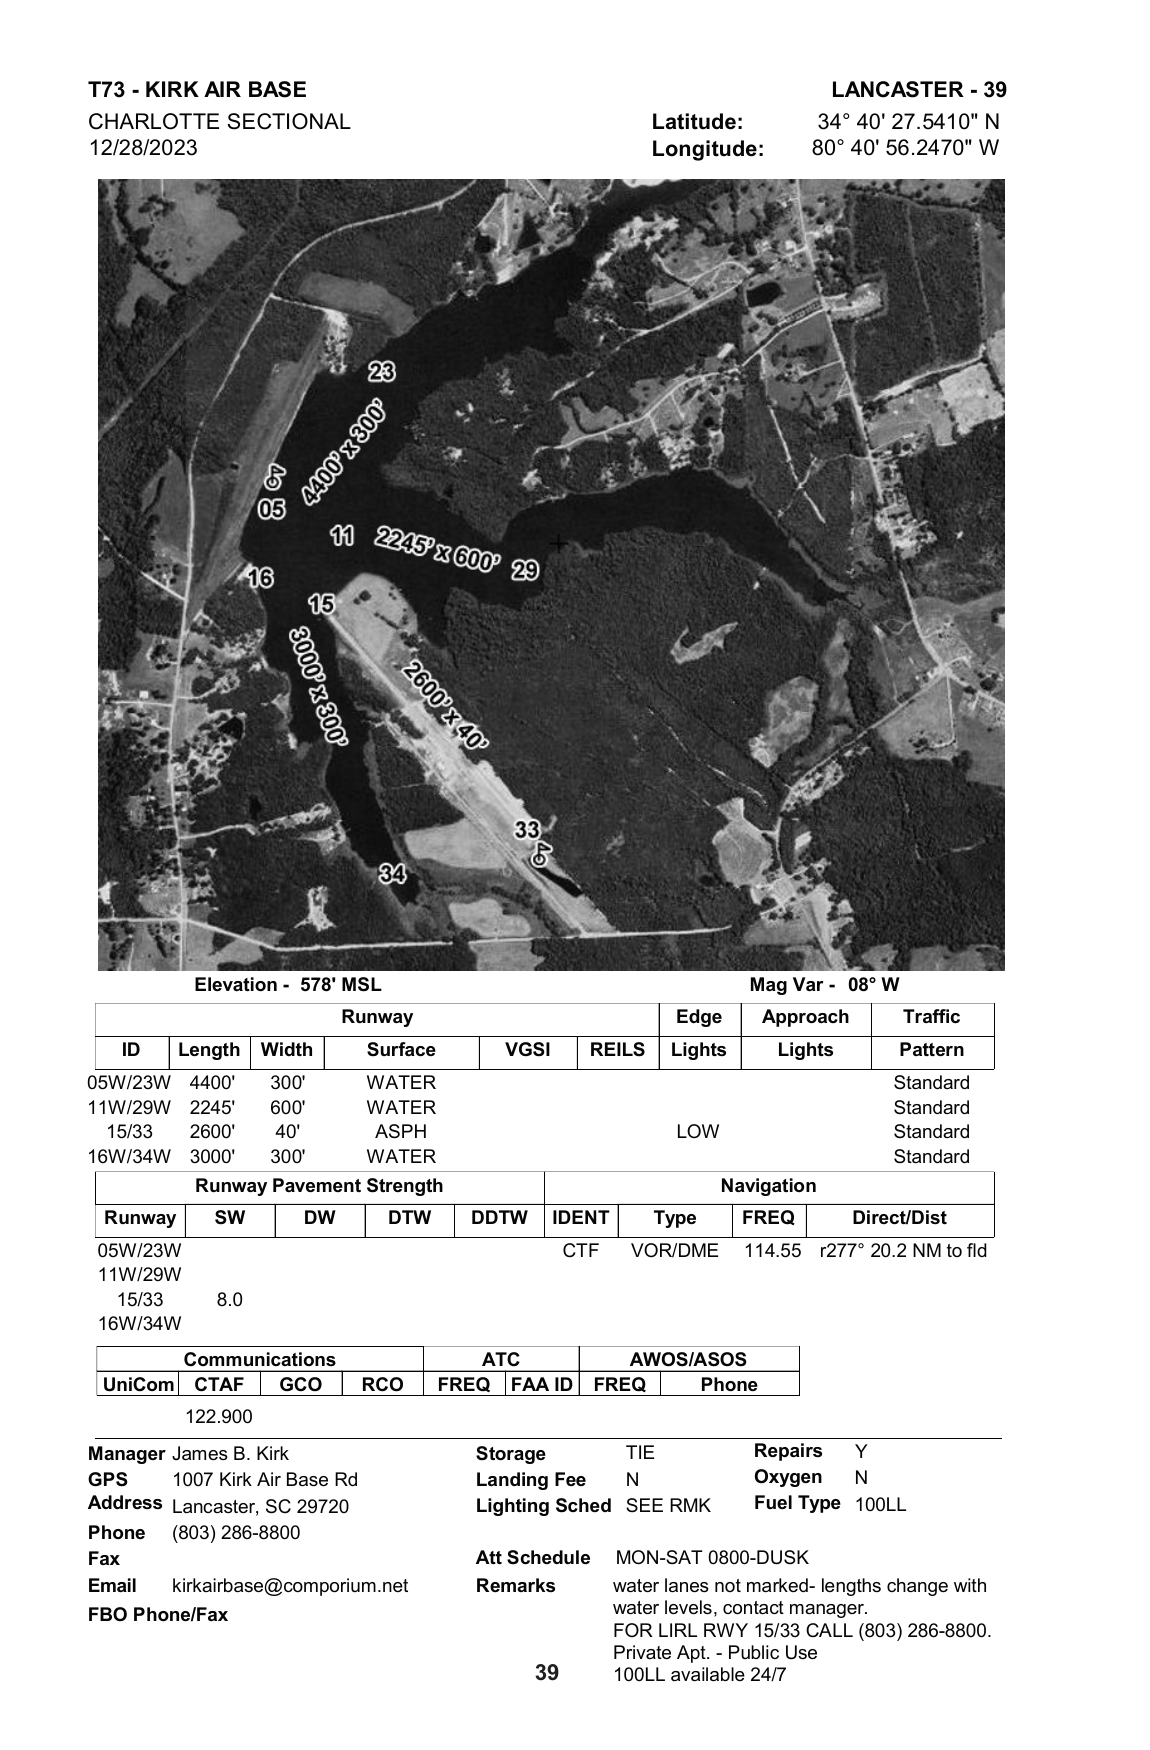 T73 - KIRK AIR BASE LANCASTER - 39
CHARLOTTE SECTIONAL Latitude: 34° 40' 27.5410" N
12/28/2023 Longitude: 80° 40' 56.2470" W
23
4400' x 300'
05
11 2245' x 600' 29
16
15
3000' x 300'
2600' x 40'
33
34
Elevation - 578' MSL Mag Var - 08° W
Runway Edge Approach Traffic
ID Length Width Surface VGSI REILS Lights Lights Pattern
05W/23W 4400' 300' WATER Standard
11W/29W 2245' 600' WATER Standard
15/33 2600' 40' ASPH LOW Standard
16W/34W 3000' 300' WATER Standard
Runway Pavement Strength Navigation
Runway SW DW DTW DDTW IDENT Type FREQ Direct/Dist
05W/23W CTF VOR/DME 114.55 r277° 20.2 NM to fld
11W/29W
15/33 8.0
16W/34W
Communications ATC AWOS/ASOS
UniCom CTAF GCO RCO FREQ FAA ID FREQ Phone
122.900
Manager James B. Kirk Storage TIE Repairs Y
GPS 1007 Kirk Air Base Rd Landing Fee N Oxygen N
Address Lancaster, SC 29720 Lighting Sched SEE RMK Fuel Type 100LL
Phone (803) 286-8800
Fax Att Schedule MON-SAT 0800-DUSK
Email kirkairbase@comporium.net Remarks water lanes not marked- lengths change with
water levels, contact manager.
FBO Phone/Fax
FOR LIRL RWY 15/33 CALL (803) 286-8800.
Private Apt. - Public Use
39 100LL available 24/7